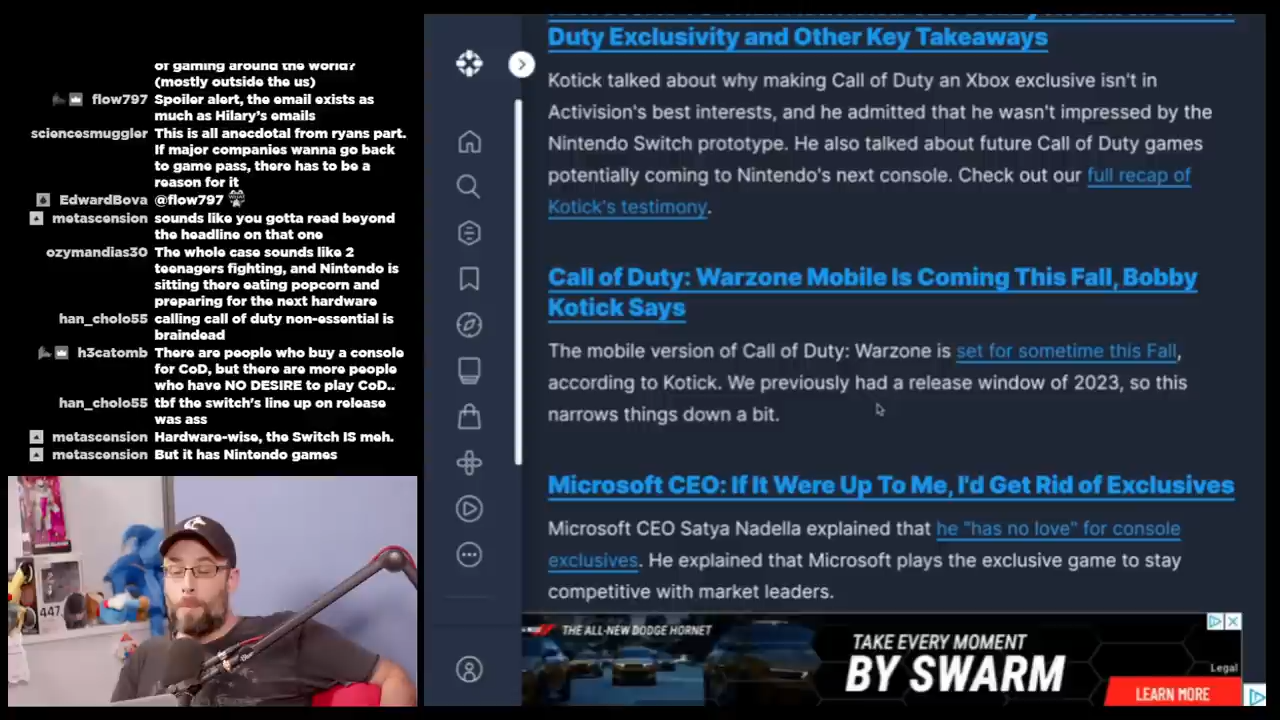 of gaming around the world?
(mostly outside the us)
flow797 Spoiler alert, the email exists as
much as Hilary's emails
sciencesmuggler This is all anecdotal from ryans part.
If major companies wanna go back
to game pass, there has to be a
reason for it
EdwardBova @flow797
metascension sounds like you gotta read beyond
the headline on that one
ozymandias30 The whole case sounds like 2
teenagers fighting, and Nintendo is
sitting there eating popcorn and
preparing for the next hardware
han_cholo55 calling call of duty non-essential is
braindead
h3catomb There are people who buy a console
for CoD, but there are more people
who have NO DESIRE to play CoD..
han_cholo55 tbf the switch's line up on release
was ass
metascension Hardware-wise, the Switch IS meh.
metascension But it has Nintendo games
447
Duty Exclusivity and Other Key Takeaways
Kotick talked about why making Call of Duty an Xbox exclusive isn't in
Activision's best interests, and he admitted that he wasn't impressed by the
Nintendo Switch prototype. He also talked about future Call of Duty games
potentially coming to Nintendo's next console. Check out our full recap of
Kotick's testimony.
Call of Duty: Warzone Mobile Is Coming This Fall, Bobby
Kotick Says
The mobile version of Call of Duty: Warzone is set for sometime this Fall,
according to Kotick. We previously had a release window of 2023, so this
narrows things down a bit.
Microsoft CEO: If It Were Up To Me, I'd Get Rid of Exclusives
Microsoft CEO Satya Nadella explained that he "has no love" for console
exclusives. He explained that Microsoft plays the exclusive game to stay
competitive with market leaders.
THE ALL-NEW DODGE HORNET
TAKE EVERY MOMENT
BY SWARM
Legal
LEARN MORE